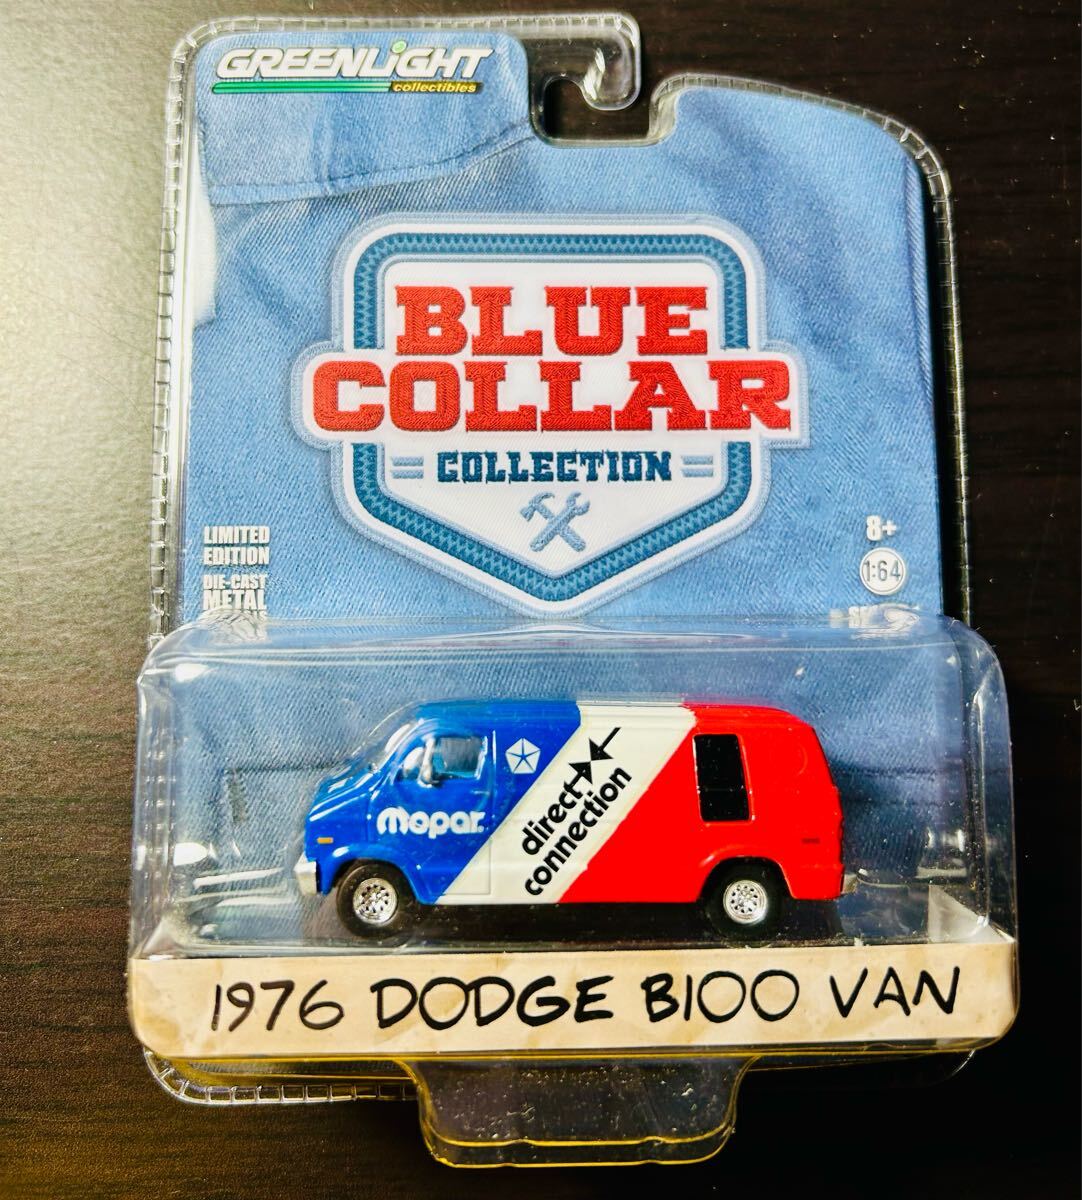 GREENLiGHT
collectibles
BLUE
COLLAR
COLLECTION
LIMITED
EDITION
DIE-CAST
METAL
8+
1:64
mopar.
direct
connection
1976 DODGE B100 VAN